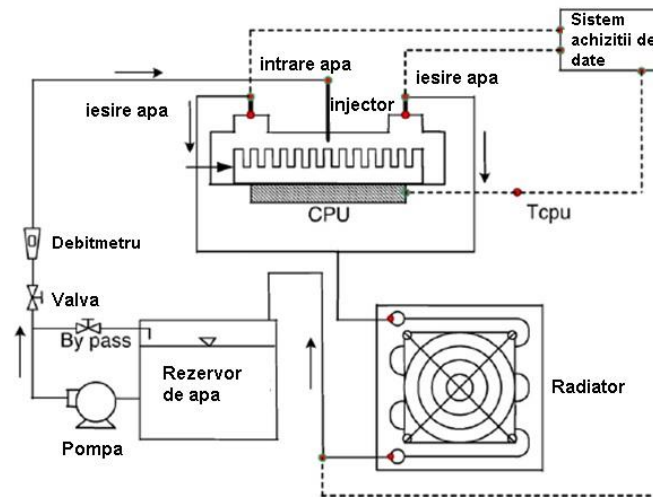 Sistem
achizitii de
date
intrare apa
iesire apa
iesire apa
injector
CPU
Tcpu
Debitmetru
Valva
By pass
Rezervor
de apa
Radiator
Pompa